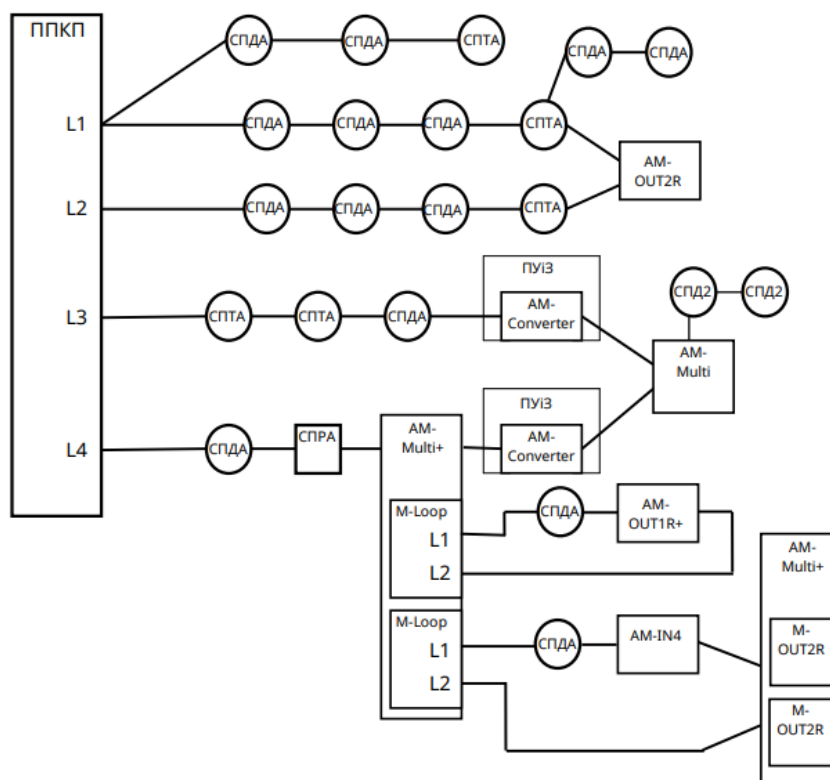 ППКП
СПДА СПДА СПТА
СПДА СПДА
L1
СПДА СПДА СПДА СПТА
AM-
OUT2R
L2
СПДА СПДА СПДА СПТА
ПУіЗ
СПД2 СПД2
L3
СПТА СПТА СПДА
AM-
Converter
AM-
Multi
ПУіЗ
L4
СПДА
СПРА
AM-
Multi+
AM-
Converter
M-Loop
L1
L2
СПДА
AM-
OUT1R+
M-Loop
L1
L2
СПДА
AM-IN4
AM-
Multi+
M-
OUT2R
M-
OUT2R